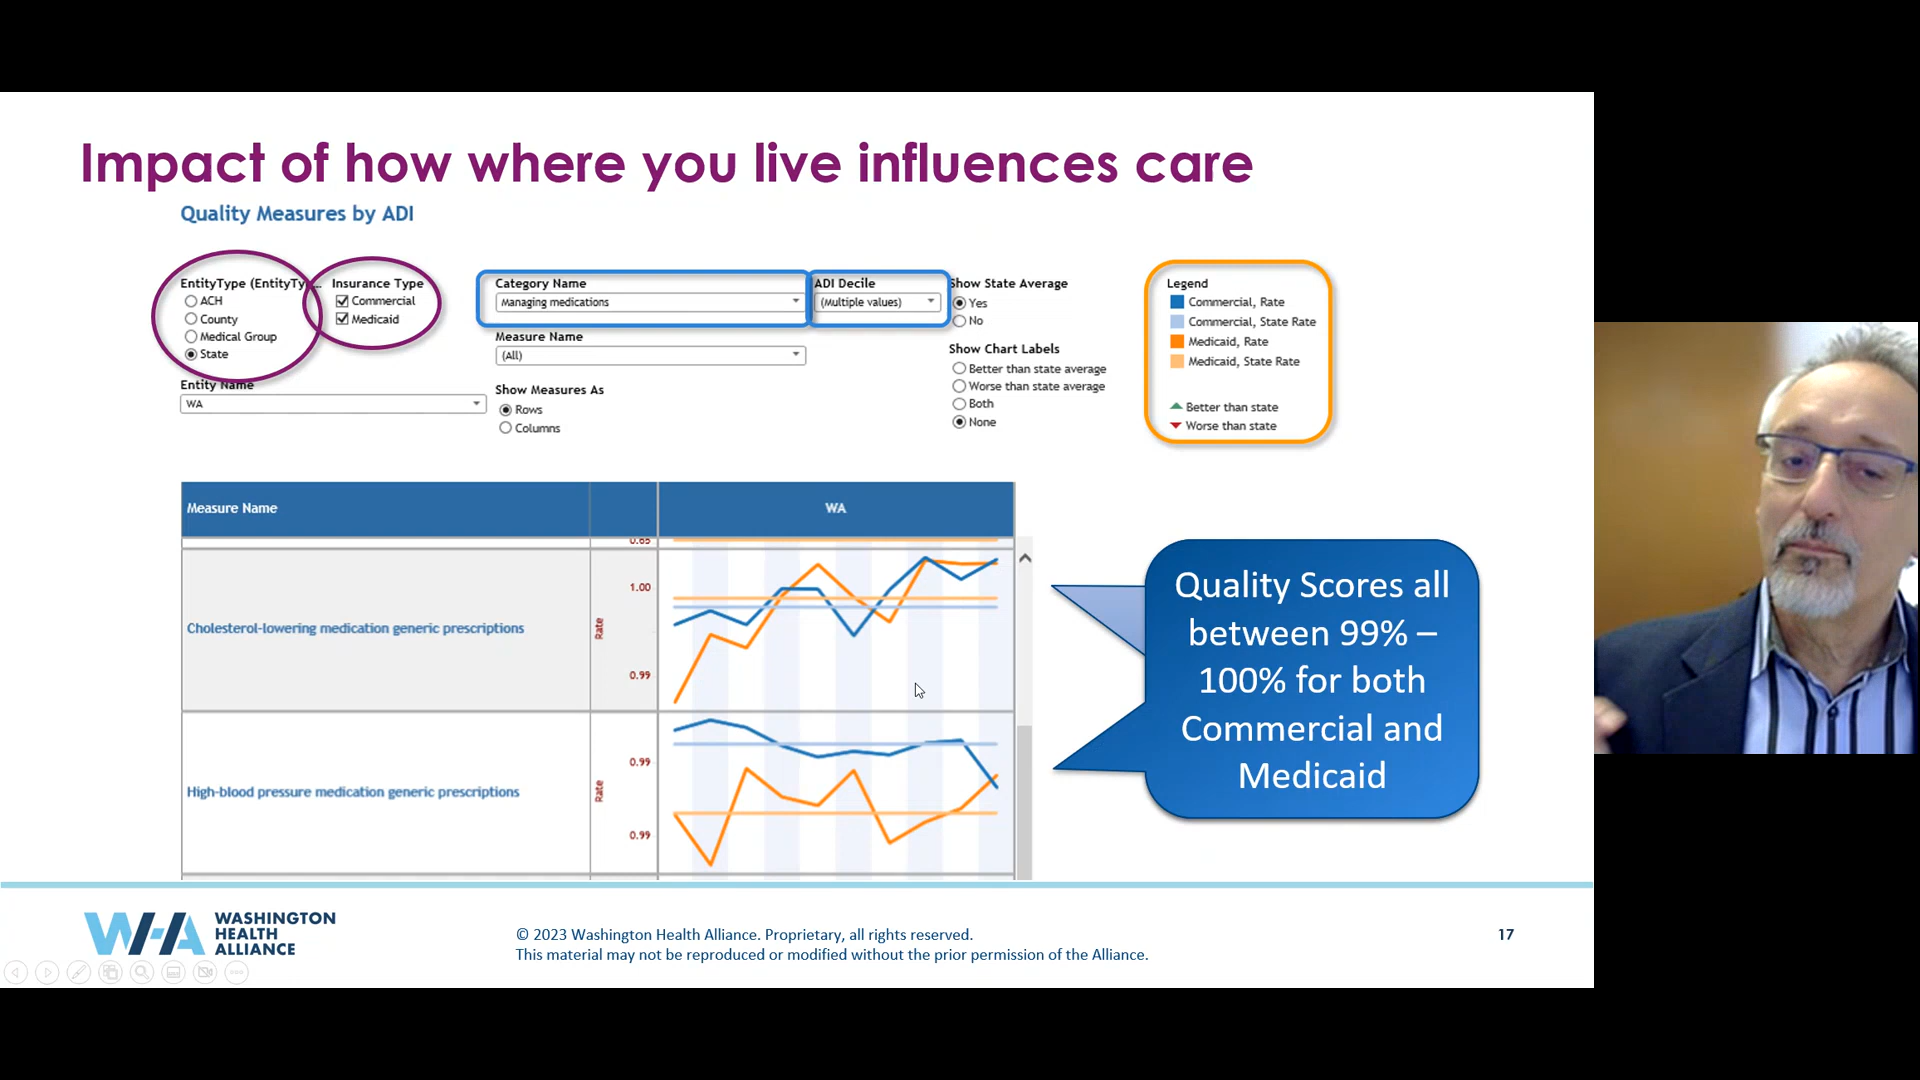 Impact of how where you live influences care
Quality Measures by ADI
EntityType (EntityTy...
ACH
County
Medical Group
State
Entity Name
WA
Insurance Type
Commercial
Medicaid
Category Name
Managing medications
Measure Name
(All)
Show Measures As
Rows
Columns
ADI Decile
(Multiple values)
Show State Average
Yes
No
Show Chart Labels
Better than state average
Worse than state average
Both
None
Legend
Commercial, Rate
Commercial, State Rate
Medicaid, Rate
Medicaid, State Rate
Better than state
Worse than state
Measure Name
WA
0.85
Cholesterol-lowering medication generic prescriptions
Rate
1.00
0.99
High-blood pressure medication generic prescriptions
Rate
0.99
0.99
Quality Scores all
between 99% –
100% for both
Commercial and
Medicaid
WHA
WASHINGTON
HEALTH
ALLIANCE
© 2023 Washington Health Alliance. Proprietary, all rights reserved.
This material may not be reproduced or modified without the prior permission of the Alliance.
17